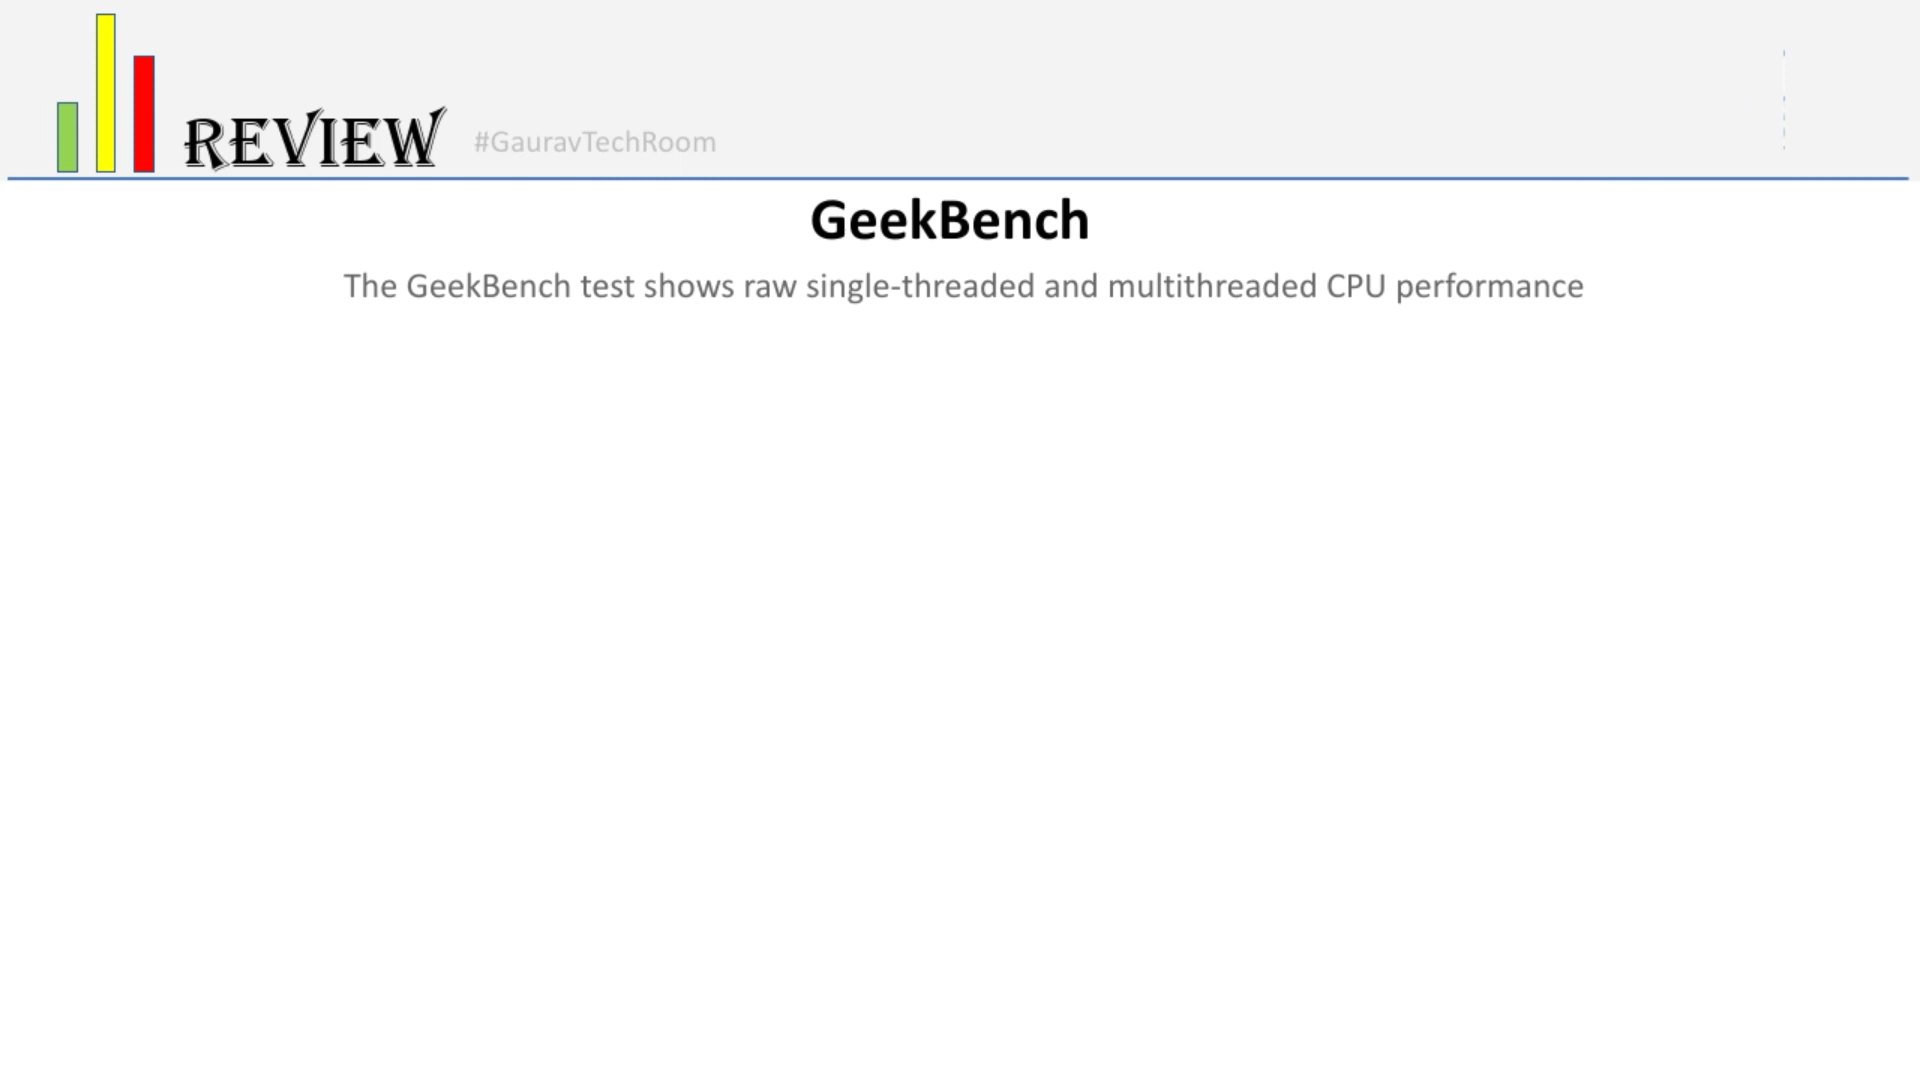 REVIEW #GauravTechRoom
GeekBench
The GeekBench test shows raw single-threaded and multithreaded CPU performance